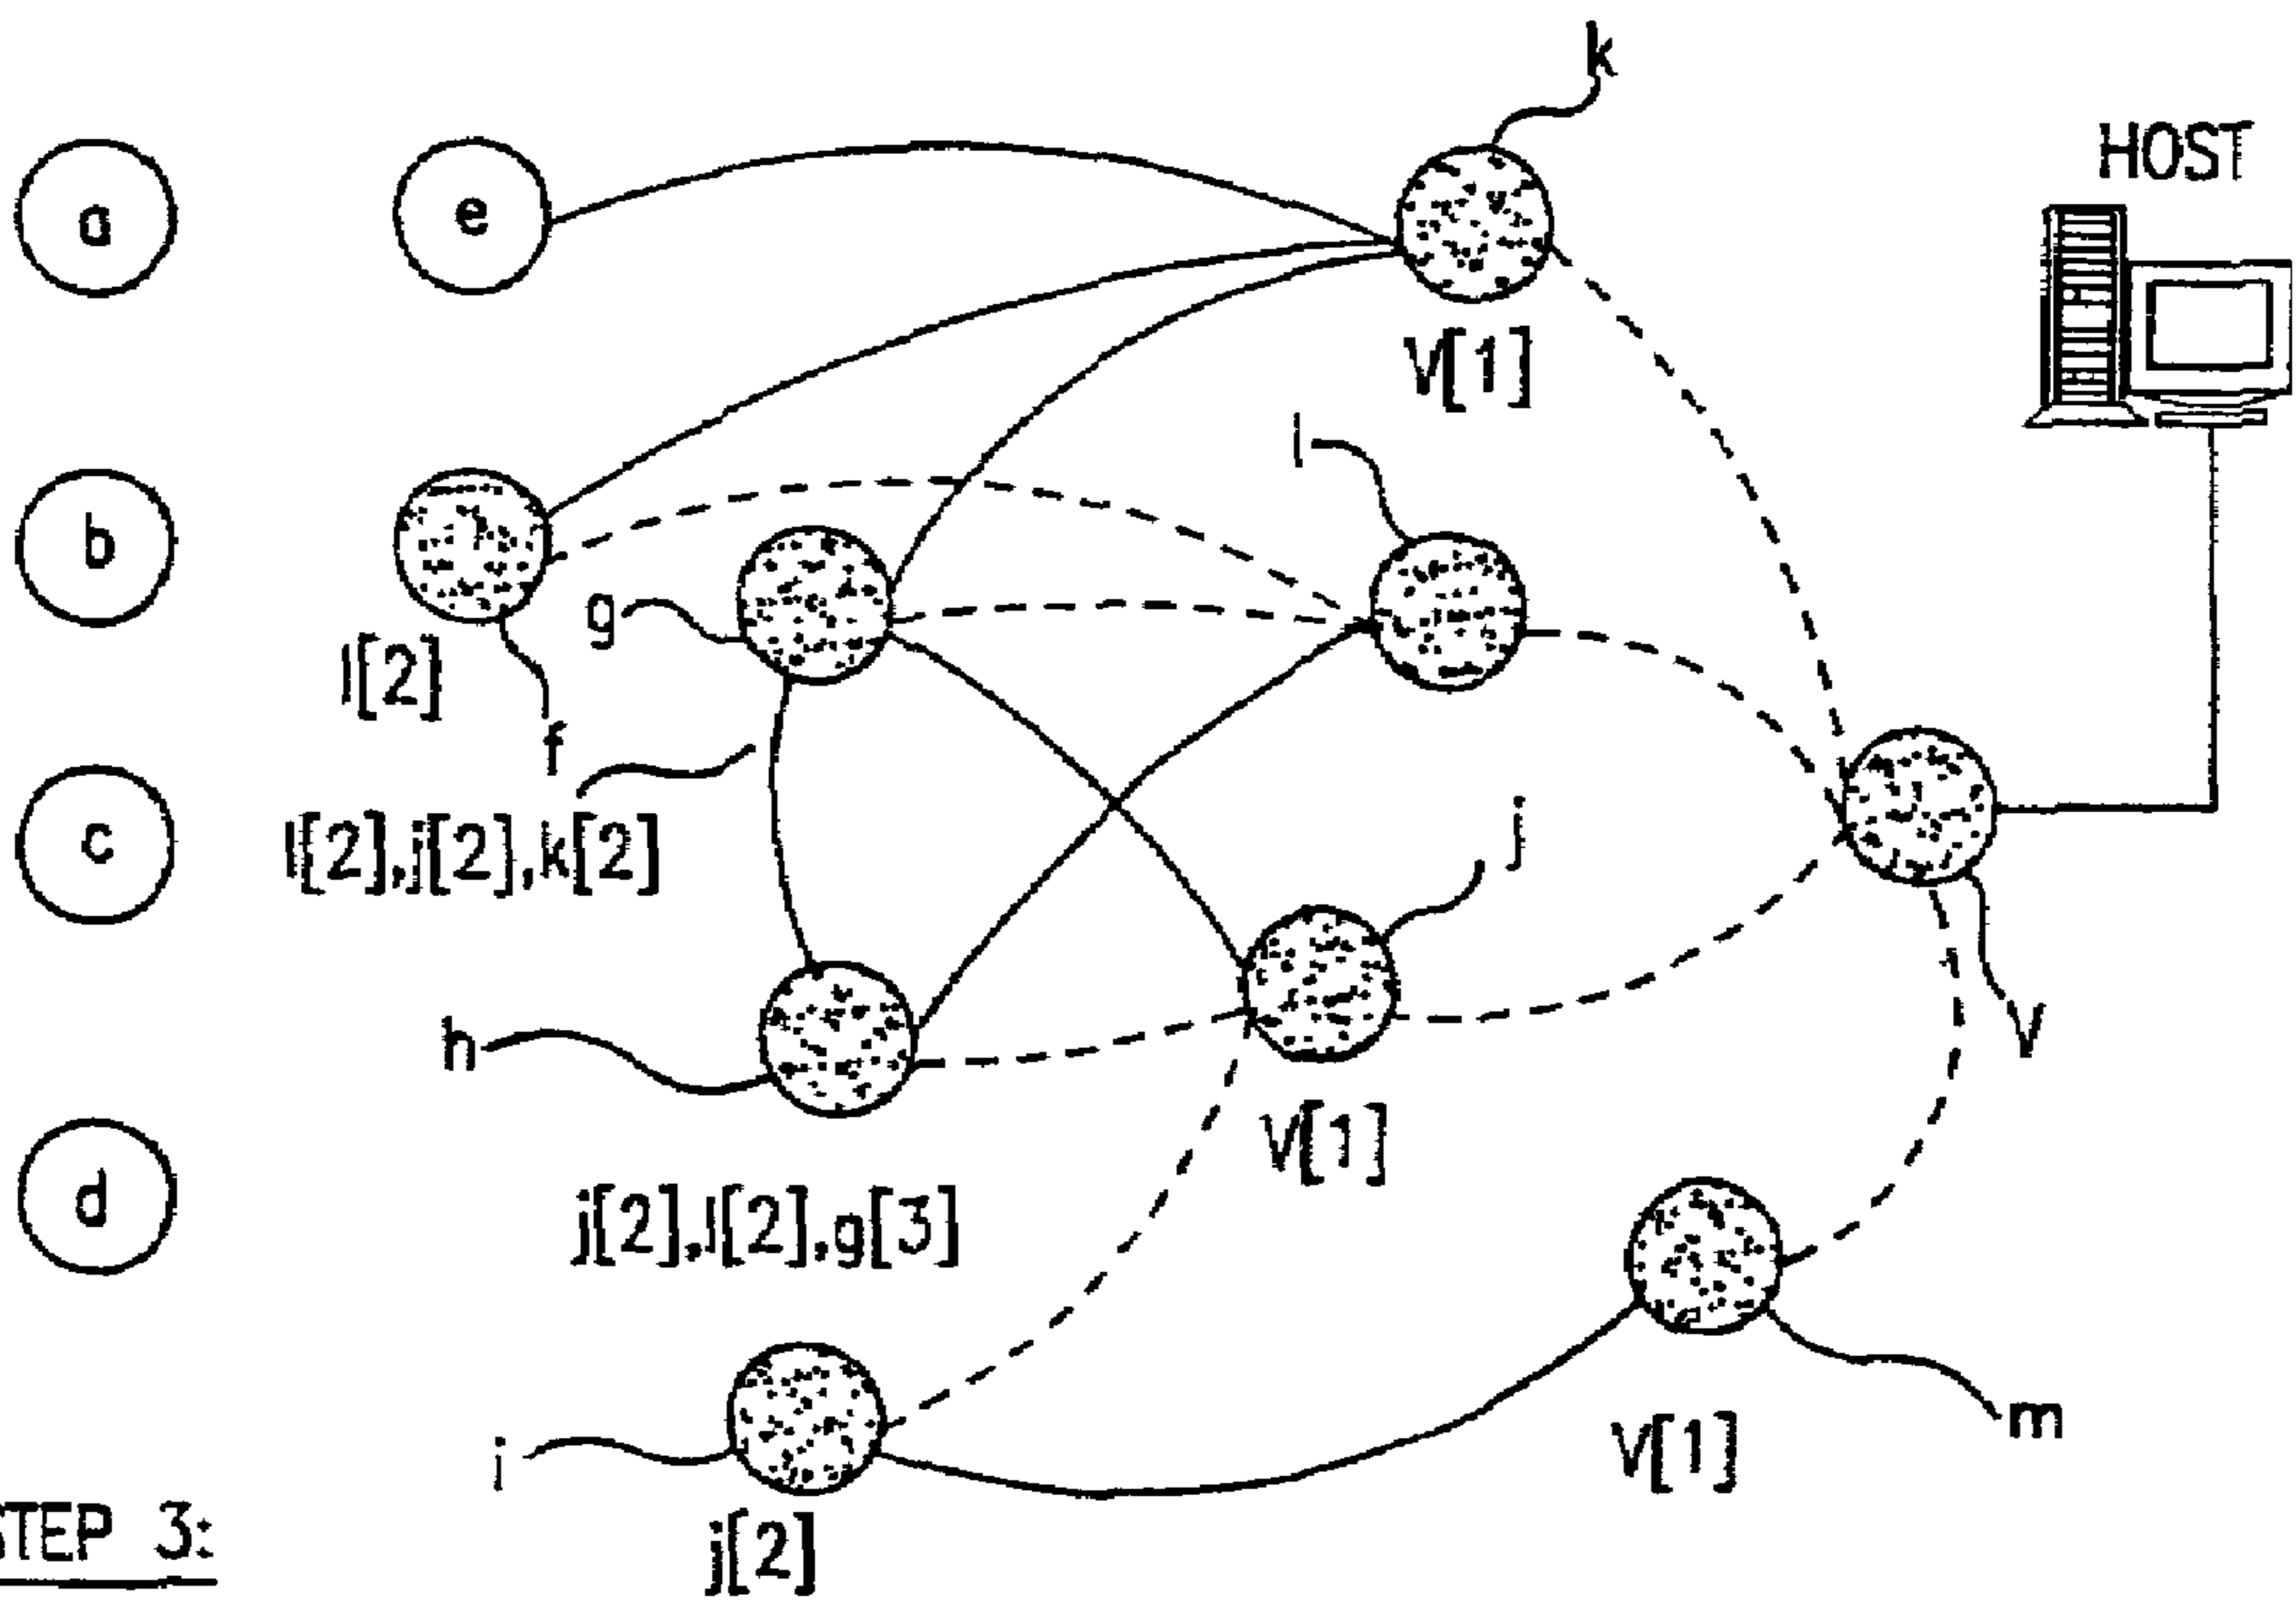 k
HOST
a
e
V[1]
l
b
g
l[2]
f
l[2],j[2],k[2]
c
j
V
h
V[1]
d
j[2],l[2],g[3]
m
V[1]
i
j[2]
STEP 3: